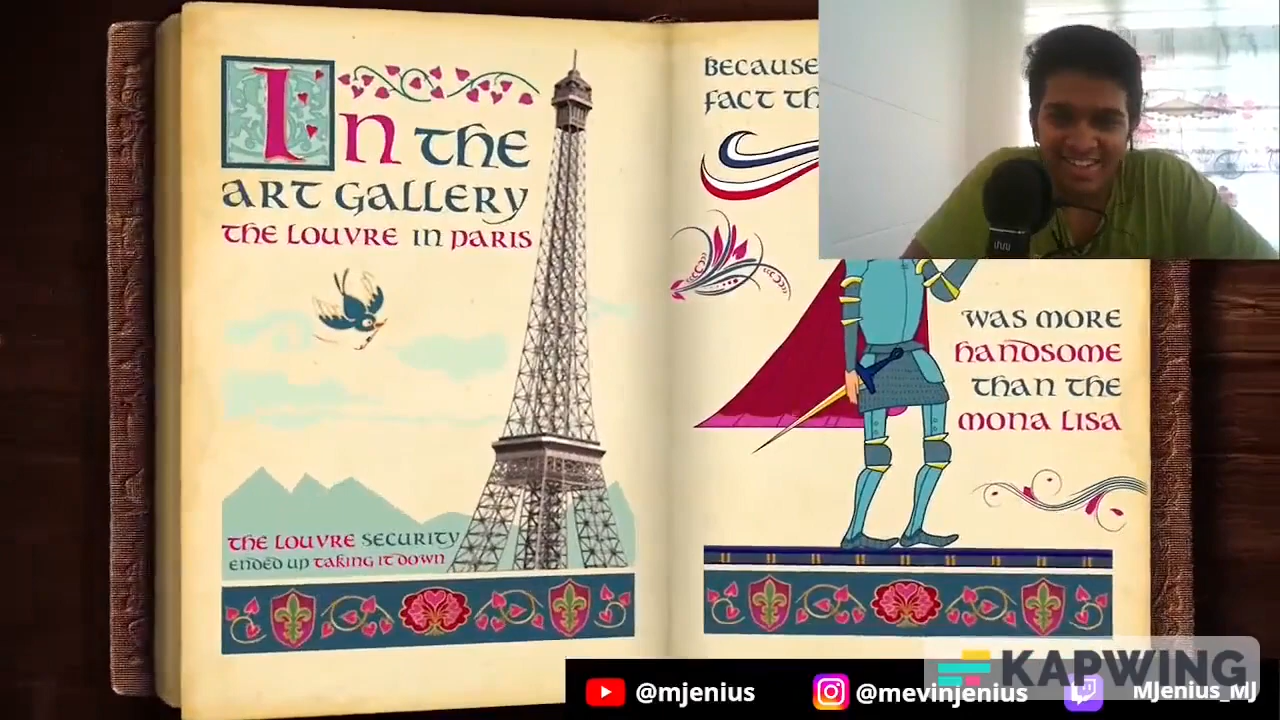 In the
art gallery
the Louvre in Paris
the Louvre security
ended up taking it down
Because
fact th
was more
handsome
than the
Mona Lisa
KAPWING
@mjenius
@mevinjenius
MJenius_MJ